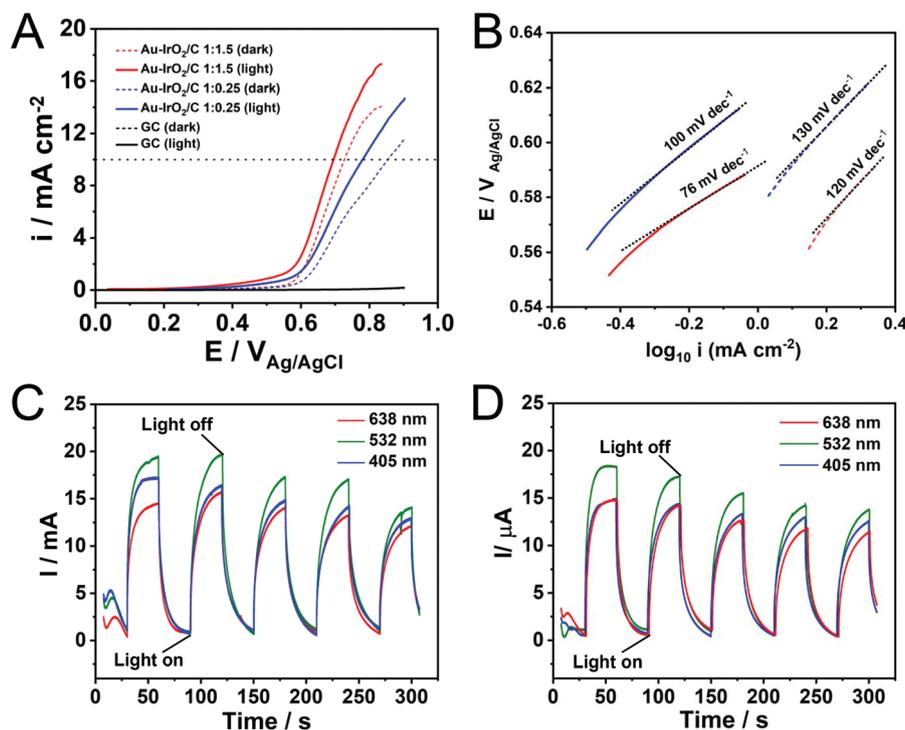 A
20
16
12
8
4
0
i / mA cm⁻²
Au-IrO₂/C 1:1.5 (dark)
Au-IrO₂/C 1:1.5 (light)
Au-IrO₂/C 1:0.25 (dark)
Au-IrO₂/C 1:0.25 (light)
GC (dark)
GC (light)
0.0 0.2 0.4 0.6 0.8 1.0
E / V_Ag/AgCl
B
0.64
0.62
0.60
0.58
0.56
0.54
E / V_Ag/AgCl
100 mV dec⁻¹
76 mV dec⁻¹
130 mV dec⁻¹
120 mV dec⁻¹
-0.6 -0.4 -0.2 0.0 0.2 0.4
log₁₀ i (mA cm⁻²)
C
25
20
15
10
5
0
I / mA
Light off
638 nm
532 nm
405 nm
Light on
0 50 100 150 200 250 300
Time / s
D
25
20
15
10
5
0
I/ μA
Light off
638 nm
532 nm
405 nm
Light on
0 50 100 150 200 250 300
Time / s